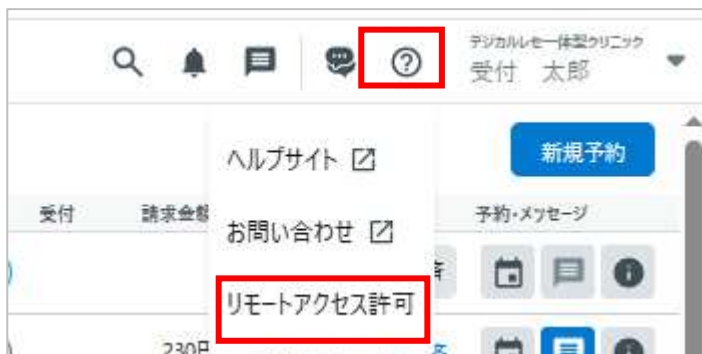 デジカルレセ一体型クリニック
受付 太郎
ヘルプサイト
新規予約
受付
請求金額
予約・メッセージ
お問い合わせ
リモートアクセス許可
230円